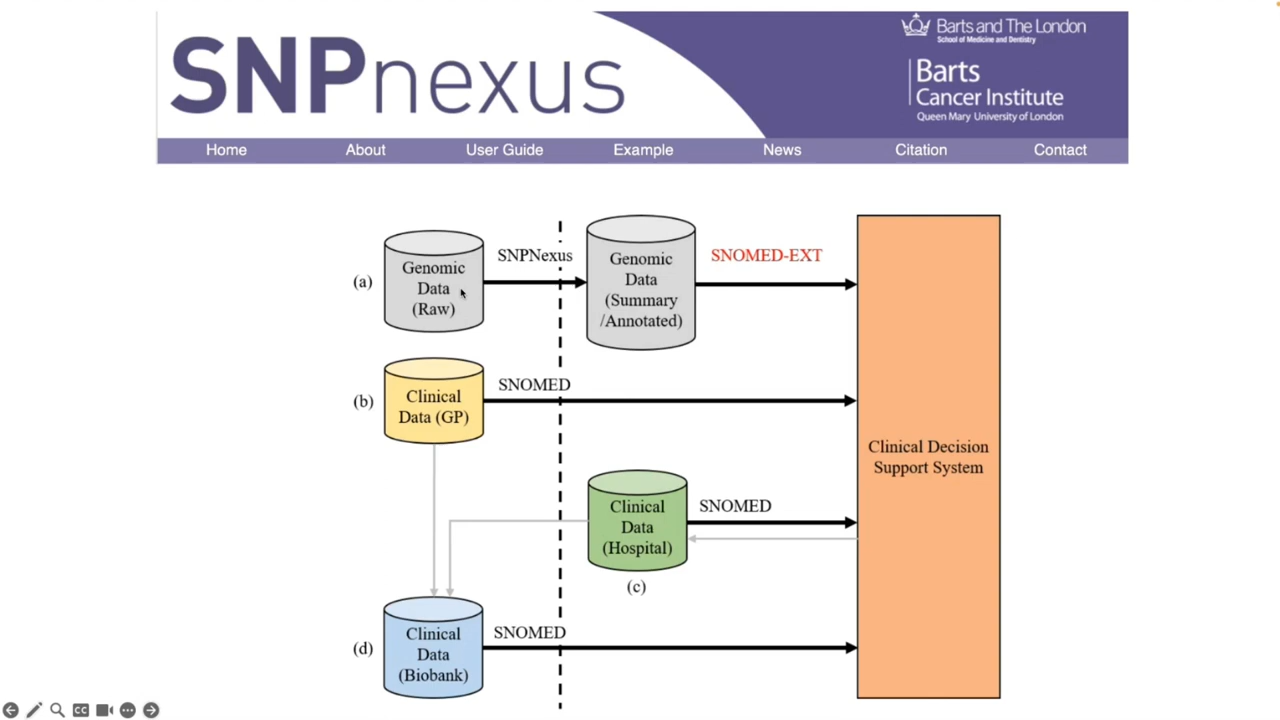 SNPnexus
Barts and The London
School of Medicine and Dentistry
Barts
Cancer Institute
Queen Mary University of London
Home
About
User Guide
Example
News
Citation
Contact
(a)
Genomic
Data
(Raw)
SNPNexus
Genomic
Data
(Summary
/Annotated)
SNOMED-EXT
(b)
Clinical
Data (GP)
SNOMED
Clinical Decision
Support System
Clinical
Data
(Hospital)
SNOMED
(c)
(d)
Clinical
Data
(Biobank)
SNOMED
CC